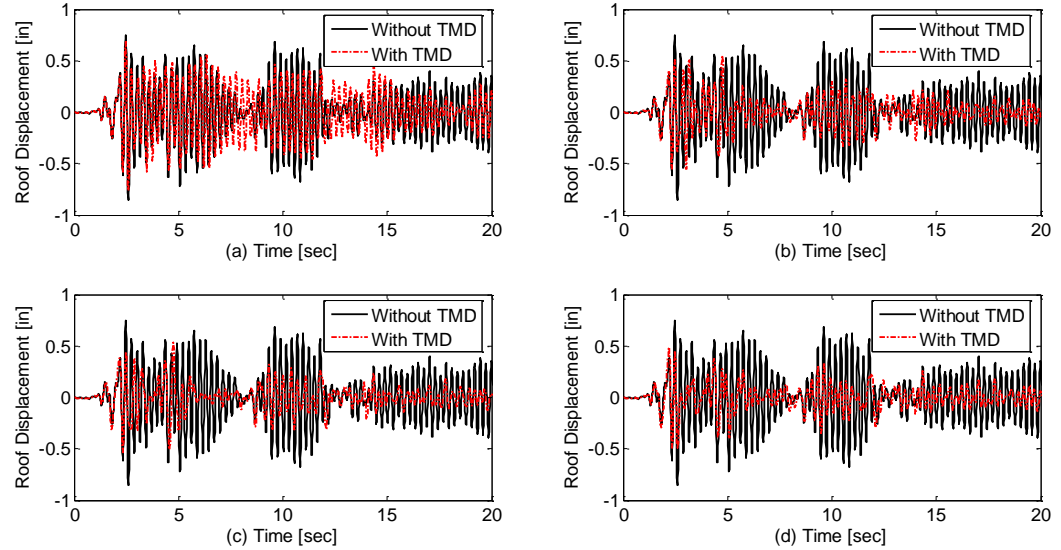 Roof Displacement [in]
1
0.5
0
-0.5
-1
0
5
10
15
20
(a) Time [sec]
Without TMD
With TMD
Roof Displacement [in]
1
0.5
0
-0.5
-1
0
5
10
15
20
(b) Time [sec]
Without TMD
With TMD
Roof Displacement [in]
1
0.5
0
-0.5
-1
0
5
10
15
20
(c) Time [sec]
Without TMD
With TMD
Roof Displacement [in]
1
0.5
0
-0.5
-1
0
5
10
15
20
(d) Time [sec]
Without TMD
With TMD